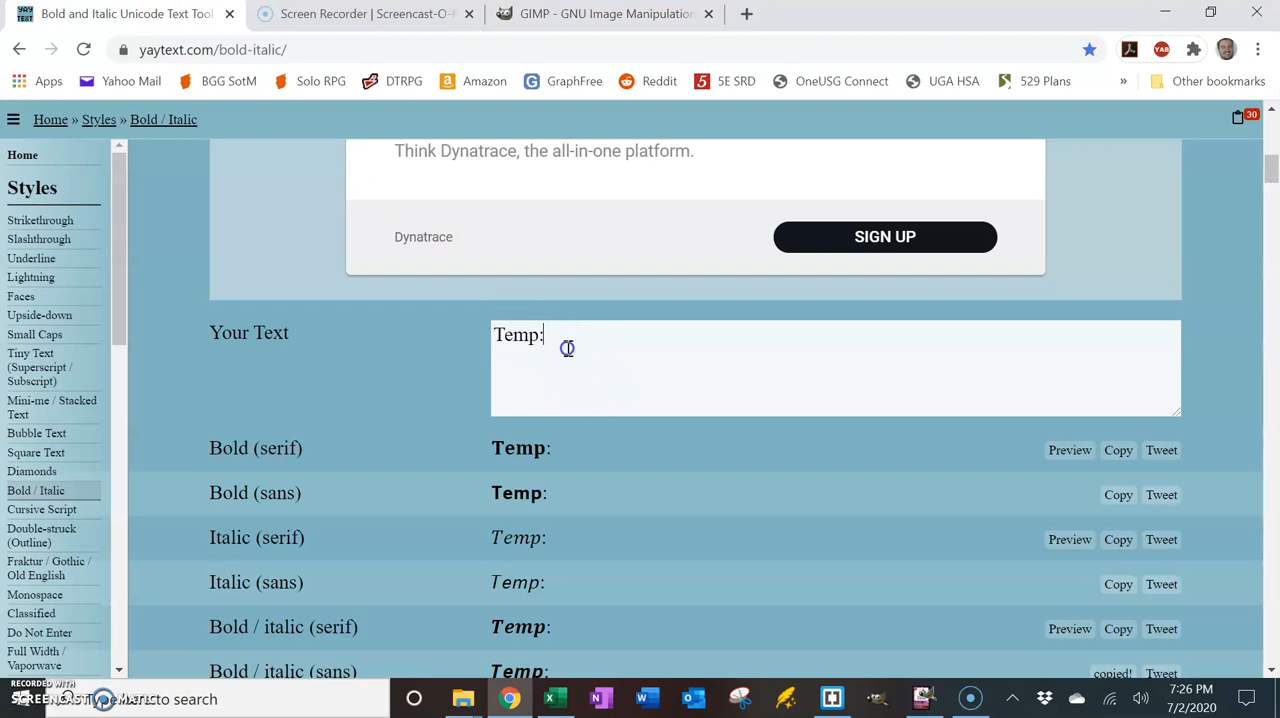 Bold and Italic Unicode Text Tool
Screen Recorder | Screencast-O-M
GIMP - GNU Image Manipulation
yaytext.com/bold-italic/
Apps Yahoo Mail BGG SotM Solo RPG DTRPG Amazon GraphFree Reddit 5E SRD OneUSG Connect UGA HSA 529 Plans » Other bookmarks
Home » Styles » Bold / Italic
30
Home
Styles
Strikethrough
Slashthrough
Underline
Lightning
Faces
Upside-down
Small Caps
Tiny Text
(Superscript /
Subscript)
Mini-me / Stacked
Text
Bubble Text
Square Text
Diamonds
Bold / Italic
Cursive Script
Double-struck
(Outline)
Fraktur / Gothic /
Old English
Monospace
Classified
Do Not Enter
Full Width /
Vaporwave
Think Dynatrace, the all-in-one platform.
Dynatrace SIGN UP
Your Text Temp:
Bold (serif) Temp: Preview Copy Tweet
Bold (sans) Temp: Copy Tweet
Italic (serif) Temp: Preview Copy Tweet
Italic (sans) Temp: Copy Tweet
Bold / italic (serif) Temp: Preview Copy Tweet
Bold / italic (sans) Temp: copied! Tweet
RECORDED WITH
SCREENCAST MATIC
Type here to search
7:26 PM
7/2/2020